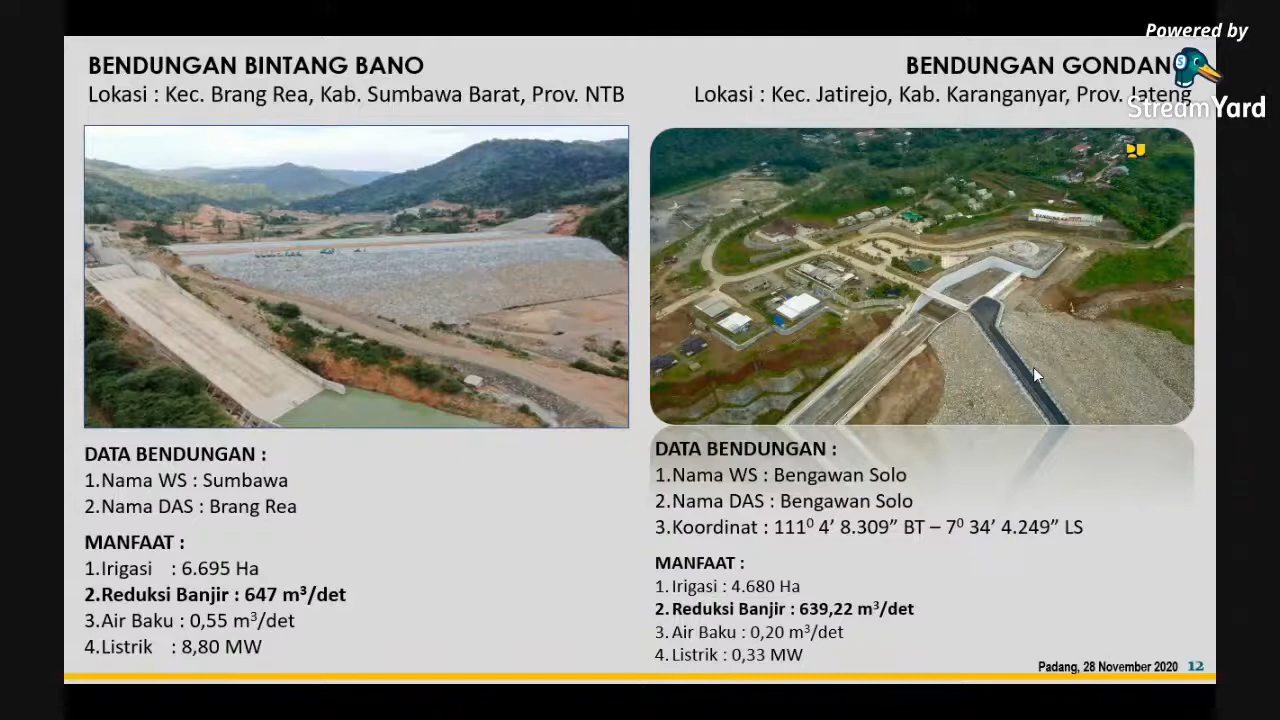 Powered by
StreamYard
BENDUNGAN BINTANG BANO
Lokasi : Kec. Brang Rea, Kab. Sumbawa Barat, Prov. NTB
DATA BENDUNGAN :
1.Nama WS : Sumbawa
2.Nama DAS : Brang Rea
MANFAAT :
1.Irigasi : 6.695 Ha
2.Reduksi Banjir : 647 m³/det
3.Air Baku : 0,55 m³/det
4.Listrik : 8,80 MW
BENDUNGAN GONDAN
Lokasi : Kec. Jatirejo, Kab. Karanganyar, Prov. Jateng
DATA BENDUNGAN :
1.Nama WS : Bengawan Solo
2.Nama DAS : Bengawan Solo
3.Koordinat : 111⁰ 4’ 8.309” BT – 7⁰ 34’ 4.249” LS
MANFAAT :
1. Irigasi : 4.680 Ha
2. Reduksi Banjir : 639,22 m³/det
3. Air Baku : 0,20 m³/det
4. Listrik : 0,33 MW
Padang, 28 November 2020 12